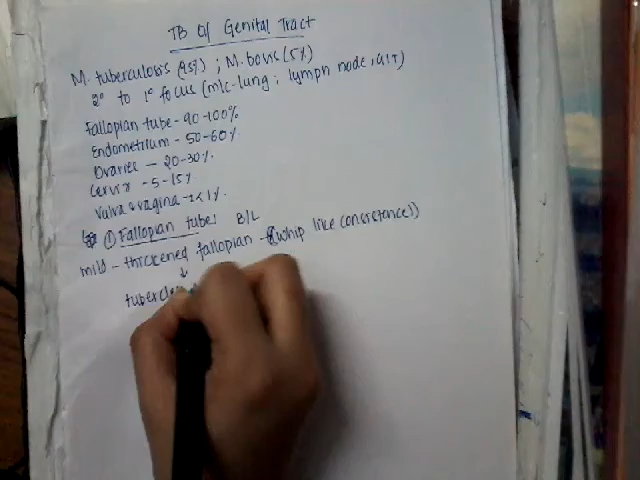 TB Of Genital Tract
M. tuberculosis (95%) ; M. bovis (5%)
2° to 1° focus (m/c - lung ; lymph node, GIT)
Fallopian tube - 90-100%
Endometrium - 50-60%
Ovaries - 20-30%
Cervix - 5-15%
Vulva & vagina - <1%
① Fallopian tube: B/L
mild - thickened fallopian - (whip like consistence))
↓
tubercle